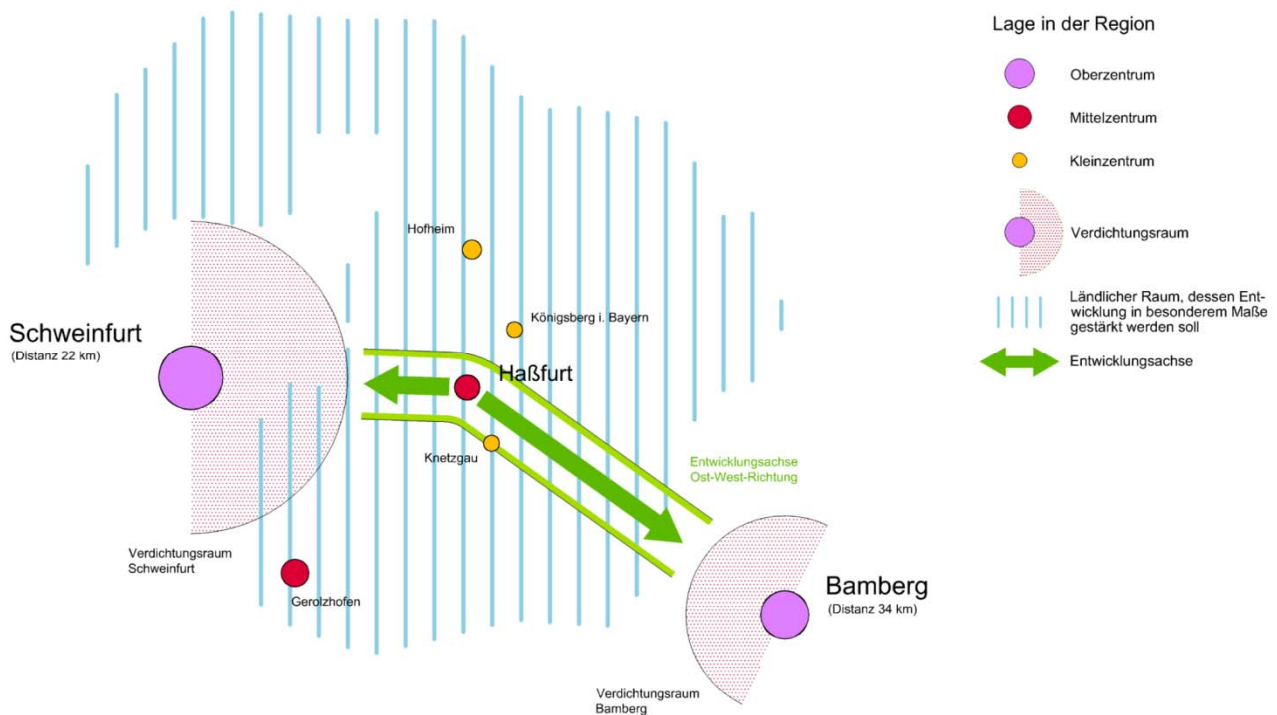 Lage in der Region
Oberzentrum
Mittelzentrum
Kleinzentrum
Verdichtungsraum
Ländlicher Raum, dessen Ent-
wicklung in besonderem Maße
gestärkt werden soll
Entwicklungsachse
Hofheim
Königsberg i. Bayern
Schweinfurt
(Distanz 22 km)
Haßfurt
Knetzgau
Entwicklungsachse
Ost-West-Richtung
Verdichtungsraum
Schweinfurt
Gerolzhofen
Bamberg
(Distanz 34 km)
Verdichtungsraum
Bamberg